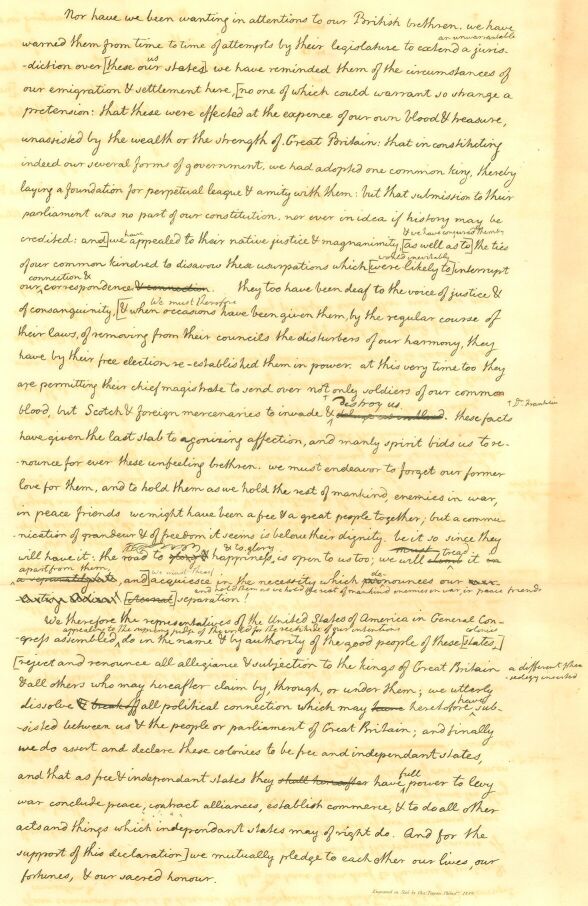 Nor have we been wanting in attentions to our British brethren. we have
an unwarrantable
warned them from time to time of attempts by their legislature to extend a juris-
us
-diction over [these our states]. we have reminded them of the circumstances of
our emigration & settlement here, [no one of which could warrant so strange a
pretension: that these were effected at the expence of our own blood & treasure,
unassisted by the wealth or the strength of Great Britain: that in constituting
indeed our several forms of government, we had adopted one common king, thereby
laying a foundation for perpetual league & amity with them: but that submission to their
parliament was no part of our constitution, nor ever in idea if history may be
have & we have conjured them by
credited: and] we appealed to their native justice & magnanimity [as well as to] the ties
would inevitably
of our common kindred to disavow these usurpations which [were likely to] interrupt
connection &
our correspondence & connection. they too have been deaf to the voice of justice &
we must therefore
of consanguinity, [& when occasions have been given them, by the regular course of
their laws, of removing from their councils the disturbers of our harmony, they
have by their free election re-established them in power. at this very time too they
are permitting their chief magistrate to send over not only soldiers of our common
destroy us † Dr. Franklin
blood, but Scotch & foreign mercenaries to invade & . these facts
have given the last stab to agonizing affection, and manly spirit bids us to re-
nounce for ever these unfeeling brethren. we must endeavor to forget our former
love for them, and to hold them as we hold the rest of mankind, enemies in war,
in peace friends. we might have been a free & a great people together; but a commu-
nication of grandeur & of freedom it seems is below their dignity. be it so, since they
& to glory must tread
will have it: the road to happiness is open to us too; we will it
apart from them, we must therefore de-
and] acquiesce in the necessity which pronounces our
and hold them as we hold the rest of mankind enemies in war, in peace friends
[eternal] separation!
We therefore the representatives of the United States of America in General Con-
appealing to the supreme judge of the world for the rectitude of our intentions colonies
-gress assembled, do in the name & by authority of the good people of these [states,]
[reject and renounce all allegiance & subjection to the kings of Great Britain
a different phra-
-seology inserted
& all others who may hereafter claim by, through, or under them; we utterly
have
dissolve & break off all political connection which may have heretofore sub-
-sisted between us & the people or parliament of Great Britain; and finally
we do assert and declare these colonies to be free and independant states,
full
and that as free & independant states they shall hereafter have power to levy
war conclude peace, contract alliances, establish commerce, & to do all other
acts and things which independant states may of right do. And for the
support of this declaration] we mutually pledge to each other our lives, our
fortunes, & our sacred honour.